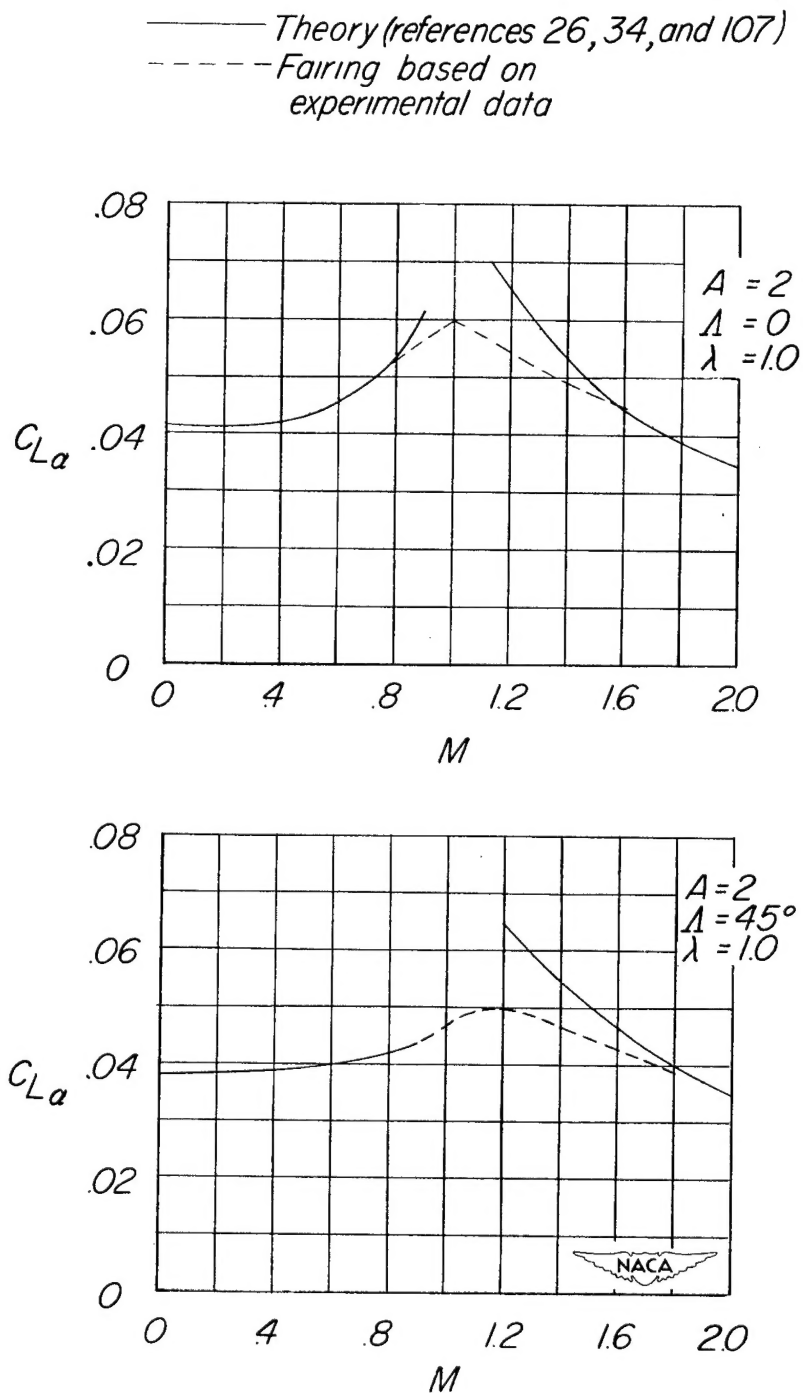 Theory (references 26, 34, and 107)
Fairing based on
experimental data
.08
.06
.04
.02
0
C_Lα
0
.4
.8
1.2
1.6
2.0
M
A = 2
Λ = 0
λ = 1.0
.08
.06
.04
.02
0
C_Lα
0
.4
.8
1.2
1.6
2.0
M
A = 2
Λ = 45°
λ = 1.0
NACA